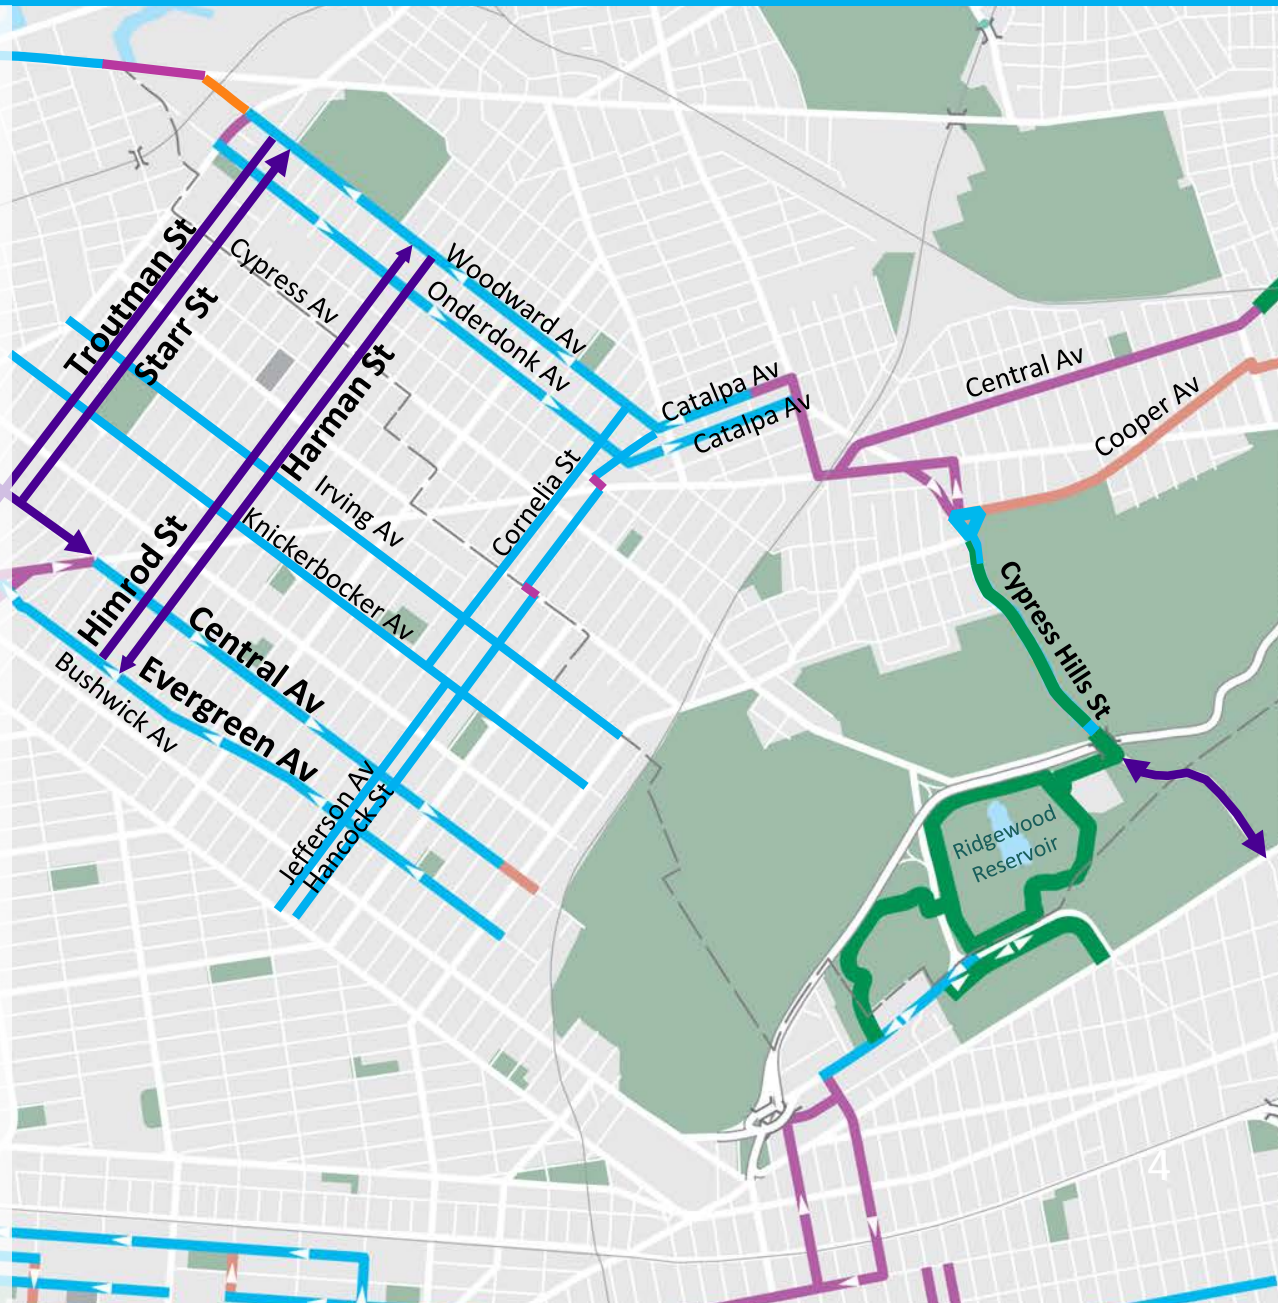 Troutman St
Starr St
Cypress Av
Woodward Av
Onderdonk Av
Harman St
Catalpa Av
Catalpa Av
Central Av
Cooper Av
Irving Av
Cornelia St
Knickerbocker Av
Himrod St
Central Av
Evergreen Av
Bushwick Av
Cypress Hills St
Jefferson Av
Hancock St
Ridgewood
Reservoir
4